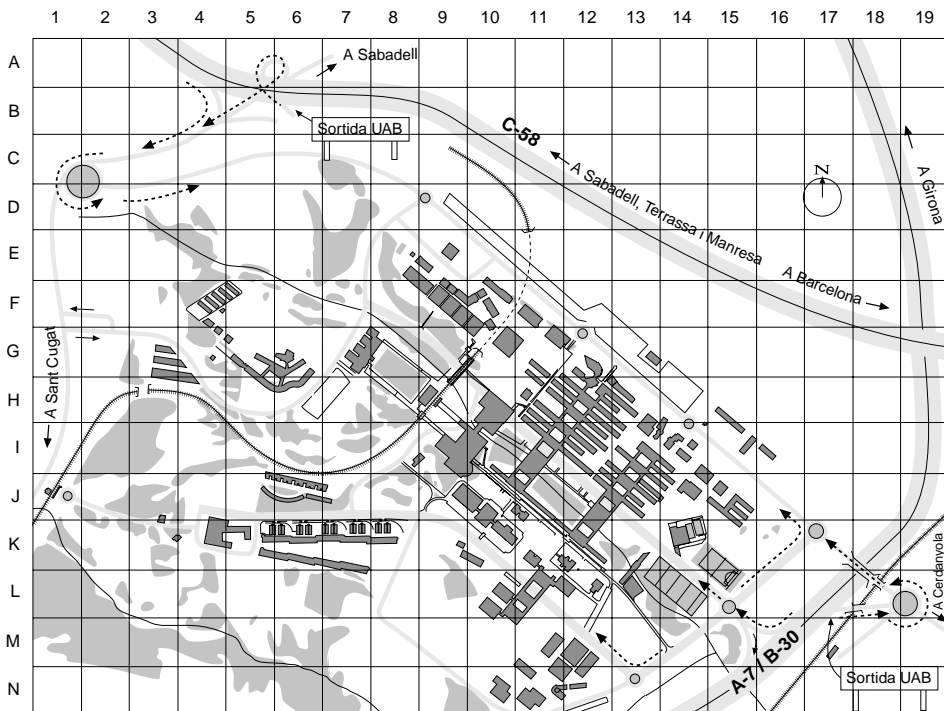 1 2 3 4 5 6 7 8 9 10 11 12 13 14 15 16 17 18 19
A
B
C
D
E
F
G
H
I
J
K
L
M
N
A Sabadell
Sortida UAB
C-58
A Sabadell, Terrassa i Manresa
N
A Girona
A Barcelona
A Sant Cugat
A Cerdanyola
A-7 / B-30
Sortida UAB